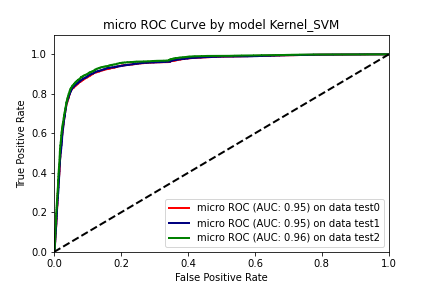 micro ROC Curve by model Kernel_SVM
True Positive Rate
1.0
0.8
0.6
0.4
0.2
0.0
micro ROC (AUC: 0.95) on data test0
micro ROC (AUC: 0.95) on data test1
micro ROC (AUC: 0.96) on data test2
0.0 0.2 0.4 0.6 0.8 1.0
False Positive Rate